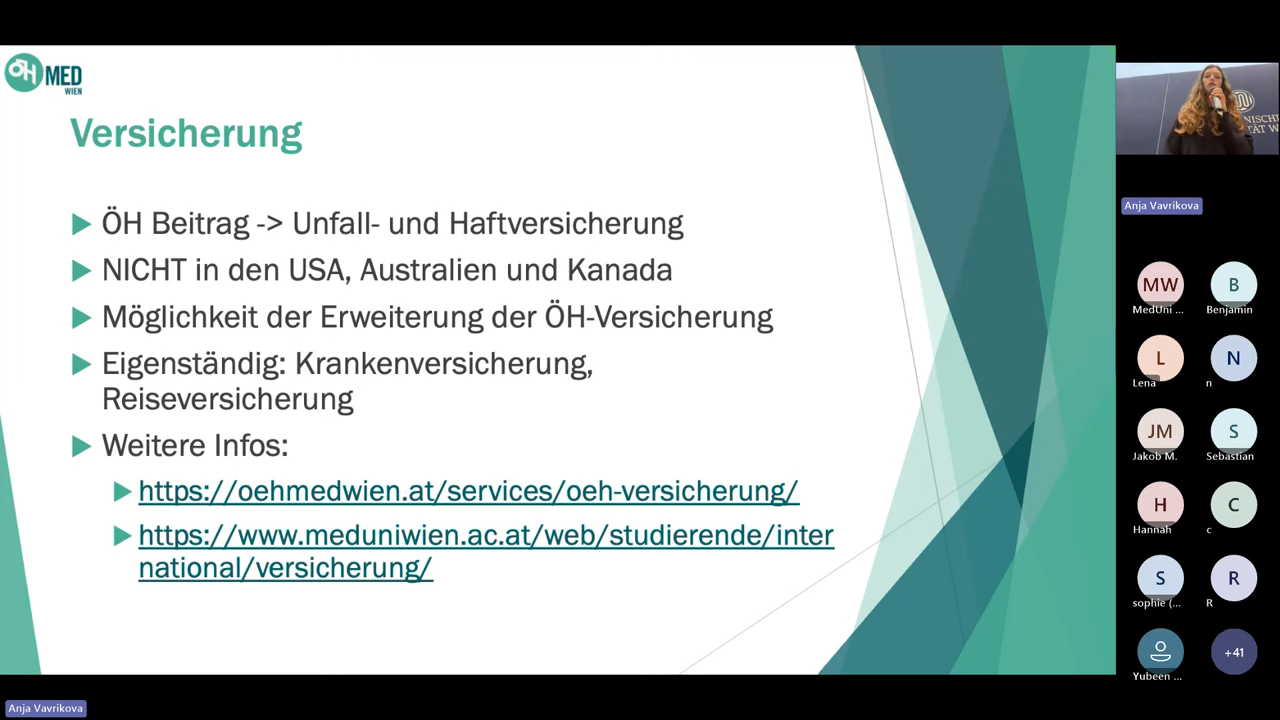 ÖH MED
WIEN
Versicherung
ÖH Beitrag -> Unfall- und Haftversicherung
NICHT in den USA, Australien und Kanada
Möglichkeit der Erweiterung der ÖH-Versicherung
Eigenständig: Krankenversicherung,
Reiseversicherung
Weitere Infos:
https://oehmedwien.at/services/oeh-versicherung/
https://www.meduniwien.ac.at/web/studierende/inter
national/versicherung/
Anja Vavrikova
MW
B
MedUni ...
Benjamin
L
N
Lena
n
JM
S
Jakob M.
Sebastian
H
C
Hannah
c
S
R
sophie (...
R
+41
Yubeen ...
Anja Vavrikova